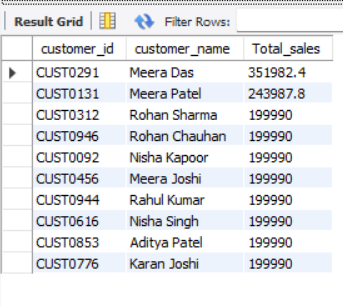 Result Grid Filter Rows:
customer_id customer_name Total_sales
CUST0291 Meera Das 351982.4
CUST0131 Meera Patel 243987.8
CUST0312 Rohan Sharma 199990
CUST0946 Rohan Chauhan 199990
CUST0092 Nisha Kapoor 199990
CUST0456 Meera Joshi 199990
CUST0944 Rahul Kumar 199990
CUST0616 Nisha Singh 199990
CUST0853 Aditya Patel 199990
CUST0776 Karan Joshi 199990